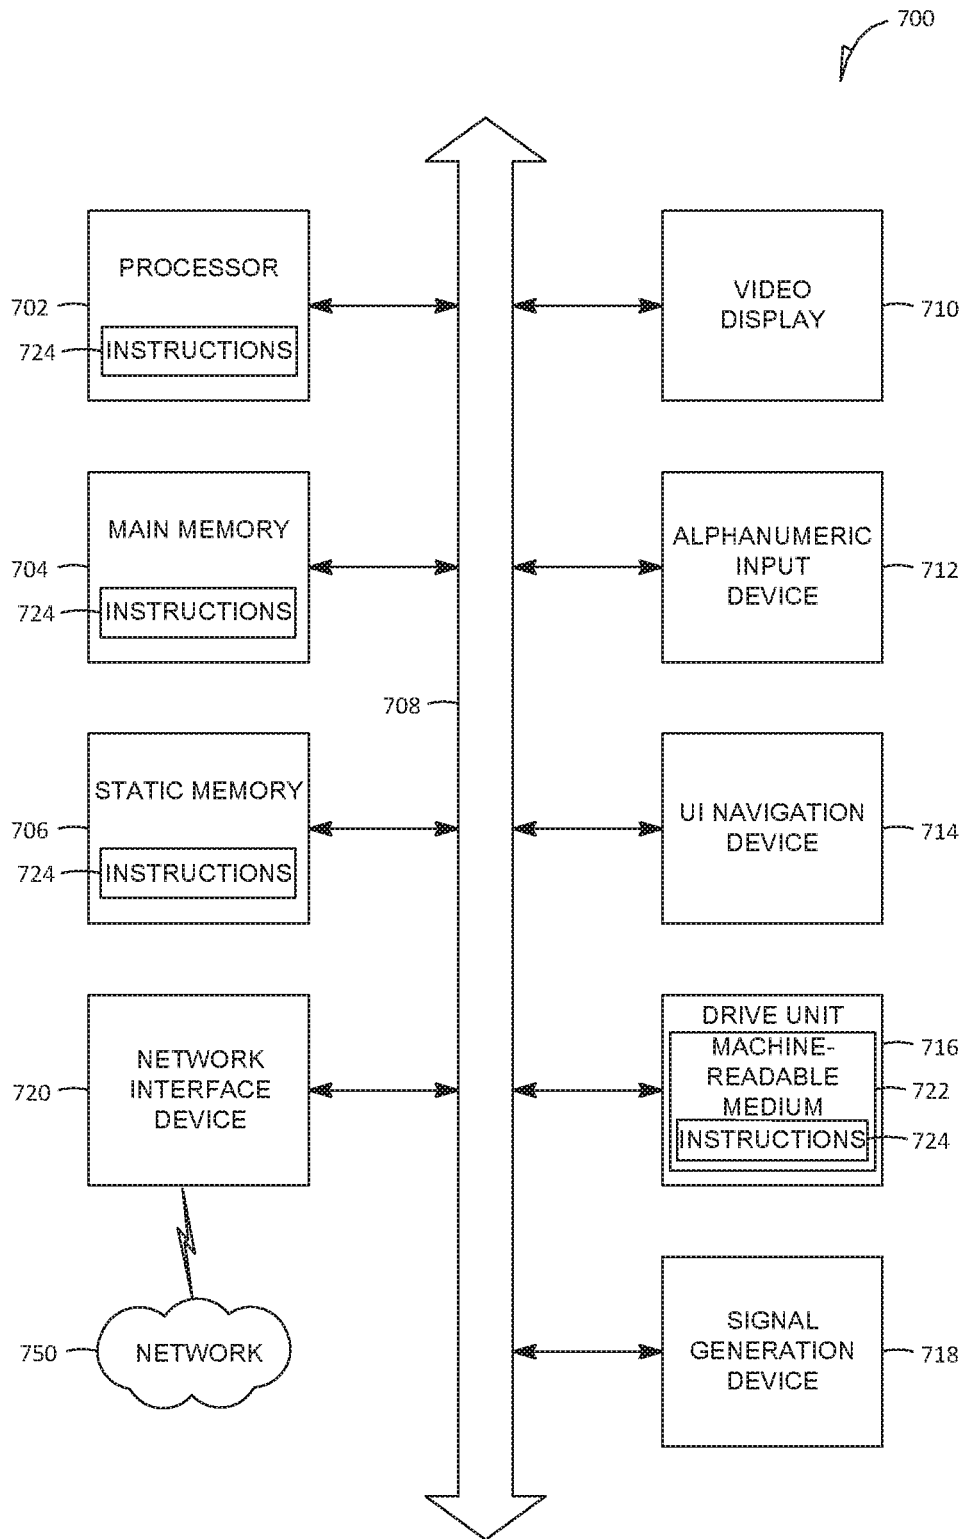 700
PROCESSOR
702
724
INSTRUCTIONS
VIDEO
DISPLAY
710
MAIN MEMORY
704
724
INSTRUCTIONS
ALPHANUMERIC
INPUT
DEVICE
712
708
STATIC MEMORY
706
724
INSTRUCTIONS
UI NAVIGATION
DEVICE
714
NETWORK
INTERFACE
DEVICE
720
DRIVE UNIT
716
MACHINE-
READABLE
MEDIUM
722
INSTRUCTIONS
724
750
NETWORK
SIGNAL
GENERATION
DEVICE
718